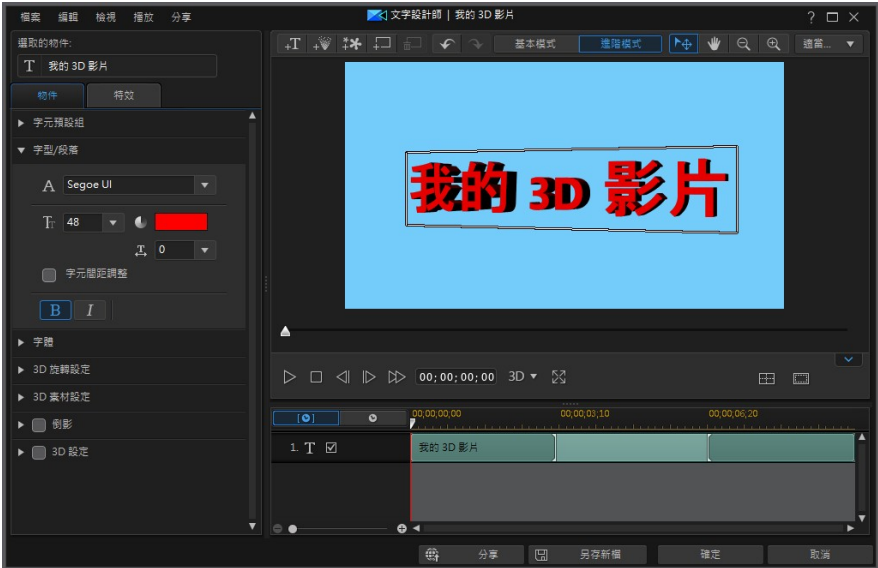 檔案 編輯 檢視 播放 分享
文字設計師 | 我的 3D 影片
選取的物件:
T 我的 3D 影片
物件 特效
字元預設組
字型/段落
A Segoe UI
48
0
字元間距調整
B I
字體
3D 旋轉設定
3D 素材設定
倒影
3D 設定
基本模式 進階模式 適當...
我的 3D 影片
00;00;00;00 3D
00;00;00;00 00;00;03;10 00;00;06;20
1. T 我的 3D 影片
分享 另存新檔 確定 取消